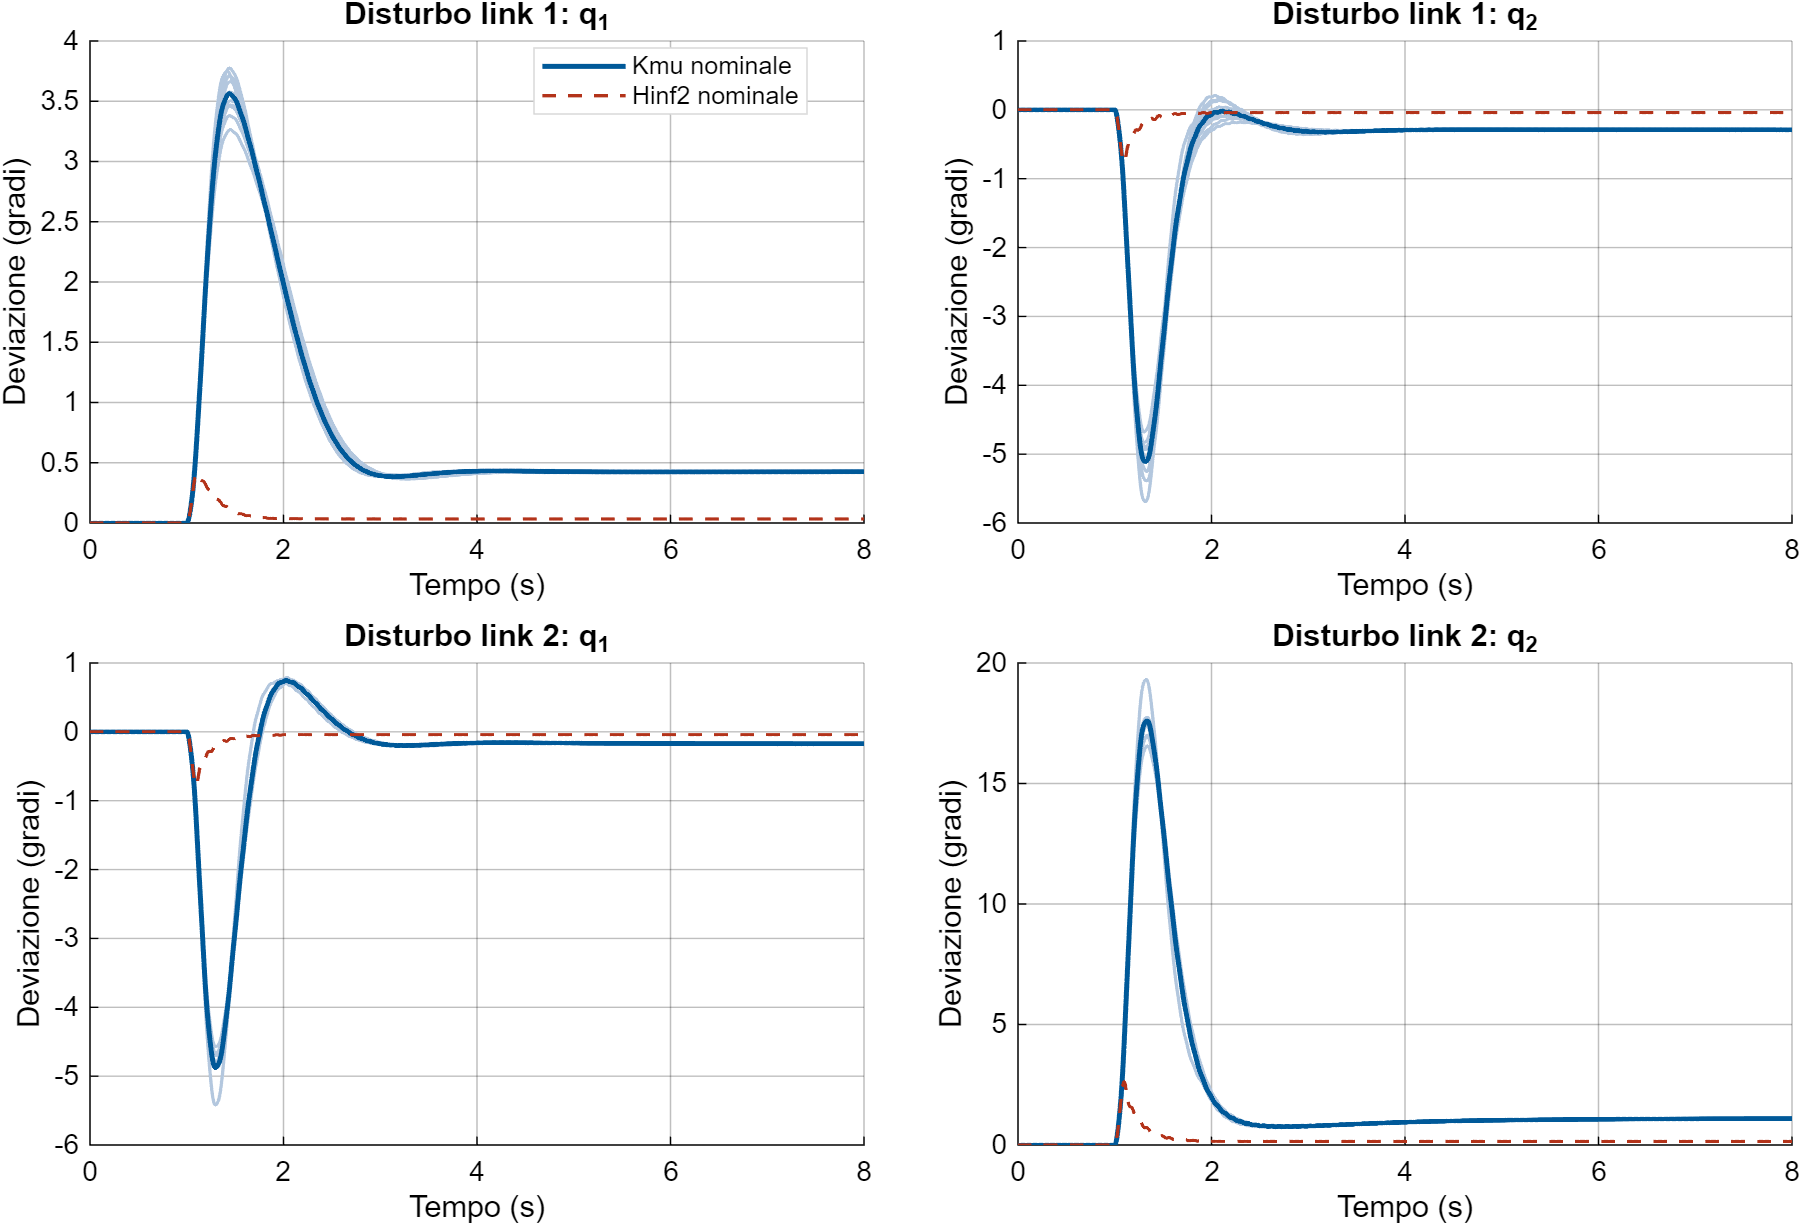 Disturbo link 1: q1
4
3.5
3
2.5
2
1.5
1
0.5
0
0 2 4 6 8
Deviazione (gradi)
Tempo (s)
Kmu nominale
Hinf2 nominale
Disturbo link 1: q2
1
0
-1
-2
-3
-4
-5
-6
0 2 4 6 8
Deviazione (gradi)
Tempo (s)
Disturbo link 2: q1
1
0
-1
-2
-3
-4
-5
-6
0 2 4 6 8
Deviazione (gradi)
Tempo (s)
Disturbo link 2: q2
20
15
10
5
0
0 2 4 6 8
Deviazione (gradi)
Tempo (s)